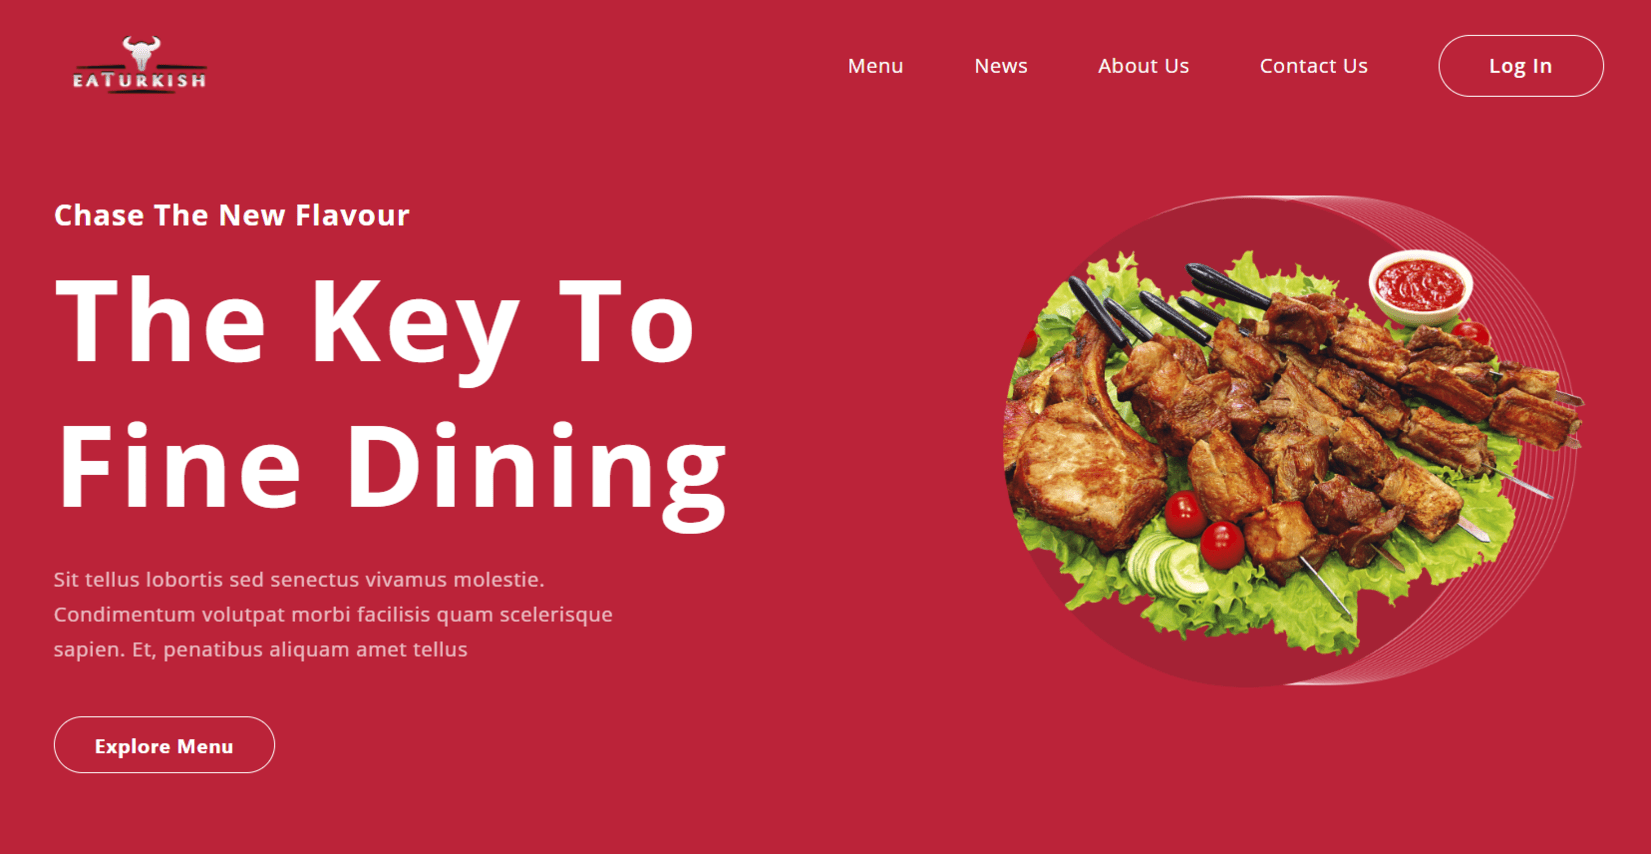 EATURKISH
Menu
News
About Us
Contact Us
Log In
Chase The New Flavour
The Key To
Fine Dining
Sit tellus lobortis sed senectus vivamus molestie.
Condimentum volutpat morbi facilisis quam scelerisque
sapien. Et, penatibus aliquam amet tellus
Explore Menu